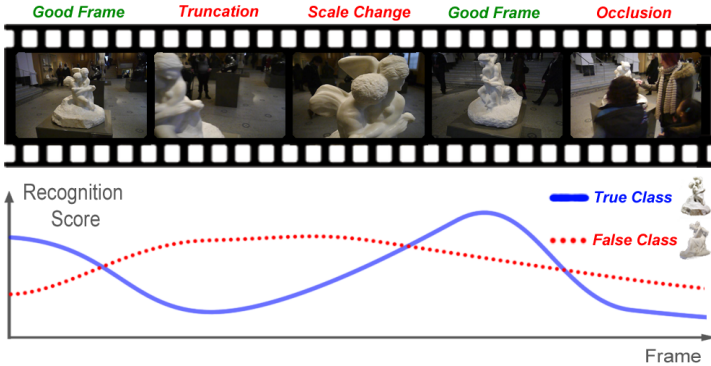 Good Frame
Truncation
Scale Change
Good Frame
Occlusion
Recognition
Score
True Class
False Class
Frame